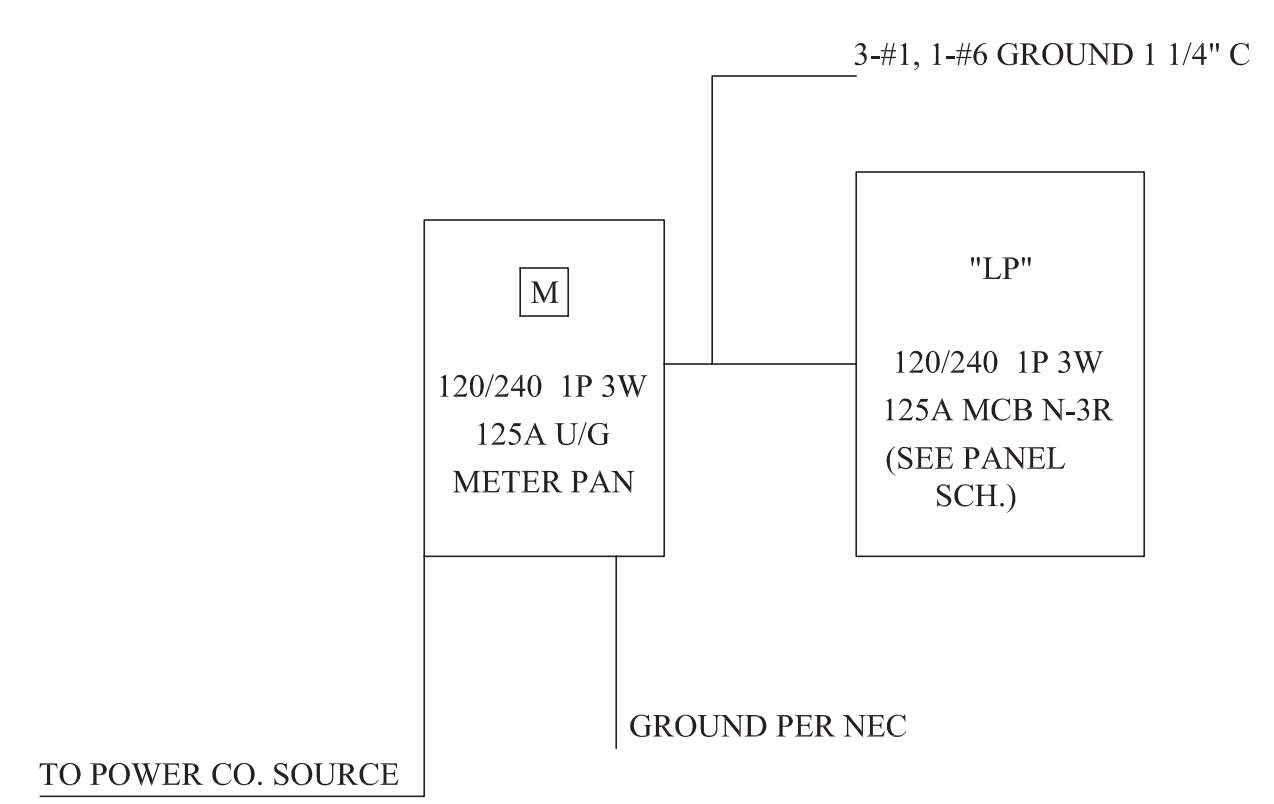 3-#1, 1-#6 GROUND 1 1/4" C
M
120/240 1P 3W
125A U/G
METER PAN
"LP"
120/240 1P 3W
125A MCB N-3R
(SEE PANEL
SCH.)
GROUND PER NEC
TO POWER CO. SOURCE